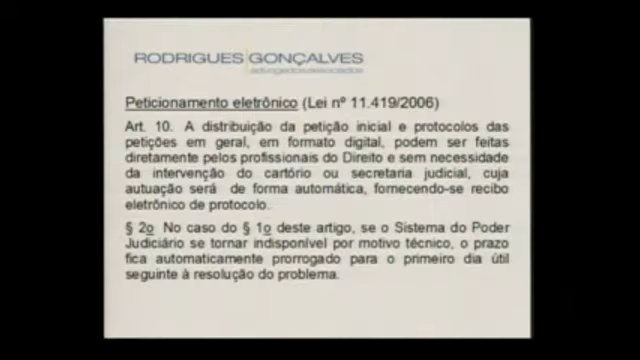 RODRIGUES GONÇALVES
advogados associados
Peticionamento eletrônico (Lei nº 11.419/2006)
Art. 10. A distribuição da petição inicial e protocolos das
petições em geral, em formato digital, podem ser feitas
diretamente pelos profissionais do Direito e sem necessidade
da intervenção do cartório ou secretaria judicial, cuja
autuação será de forma automática, fornecendo-se recibo
eletrônico de protocolo.
§ 2o No caso do § 1o deste artigo, se o Sistema do Poder
Judiciário se tornar indisponível por motivo técnico, o prazo
fica automaticamente prorrogado para o primeiro dia útil
seguinte à resolução do problema.